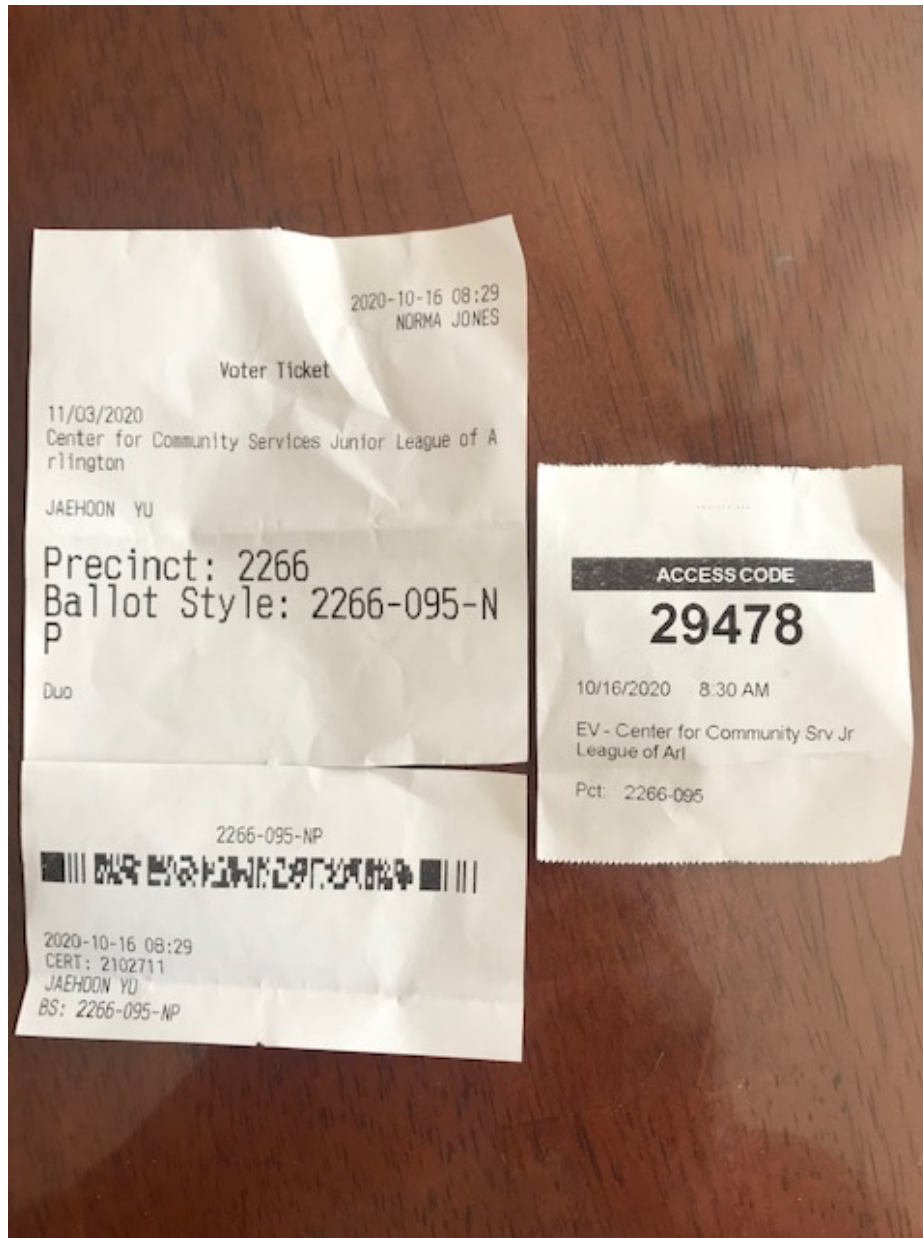 2020-10-16 08:29
NORMA JONES
Voter Ticket
11/03/2020
Center for Community Services Junior League of A
rlington
JAEHOON YU
Precinct: 2266
Ballot Style: 2266-095-N
P
Duo
2266-095-NP
2020-10-16 08:29
CERT: 2102711
JAEHOON YU
BS: 2266-095-NP
ACCESS CODE
29478
10/16/2020 8:30 AM
EV - Center for Community Srv Jr
League of Arl
Pct: 2266-095